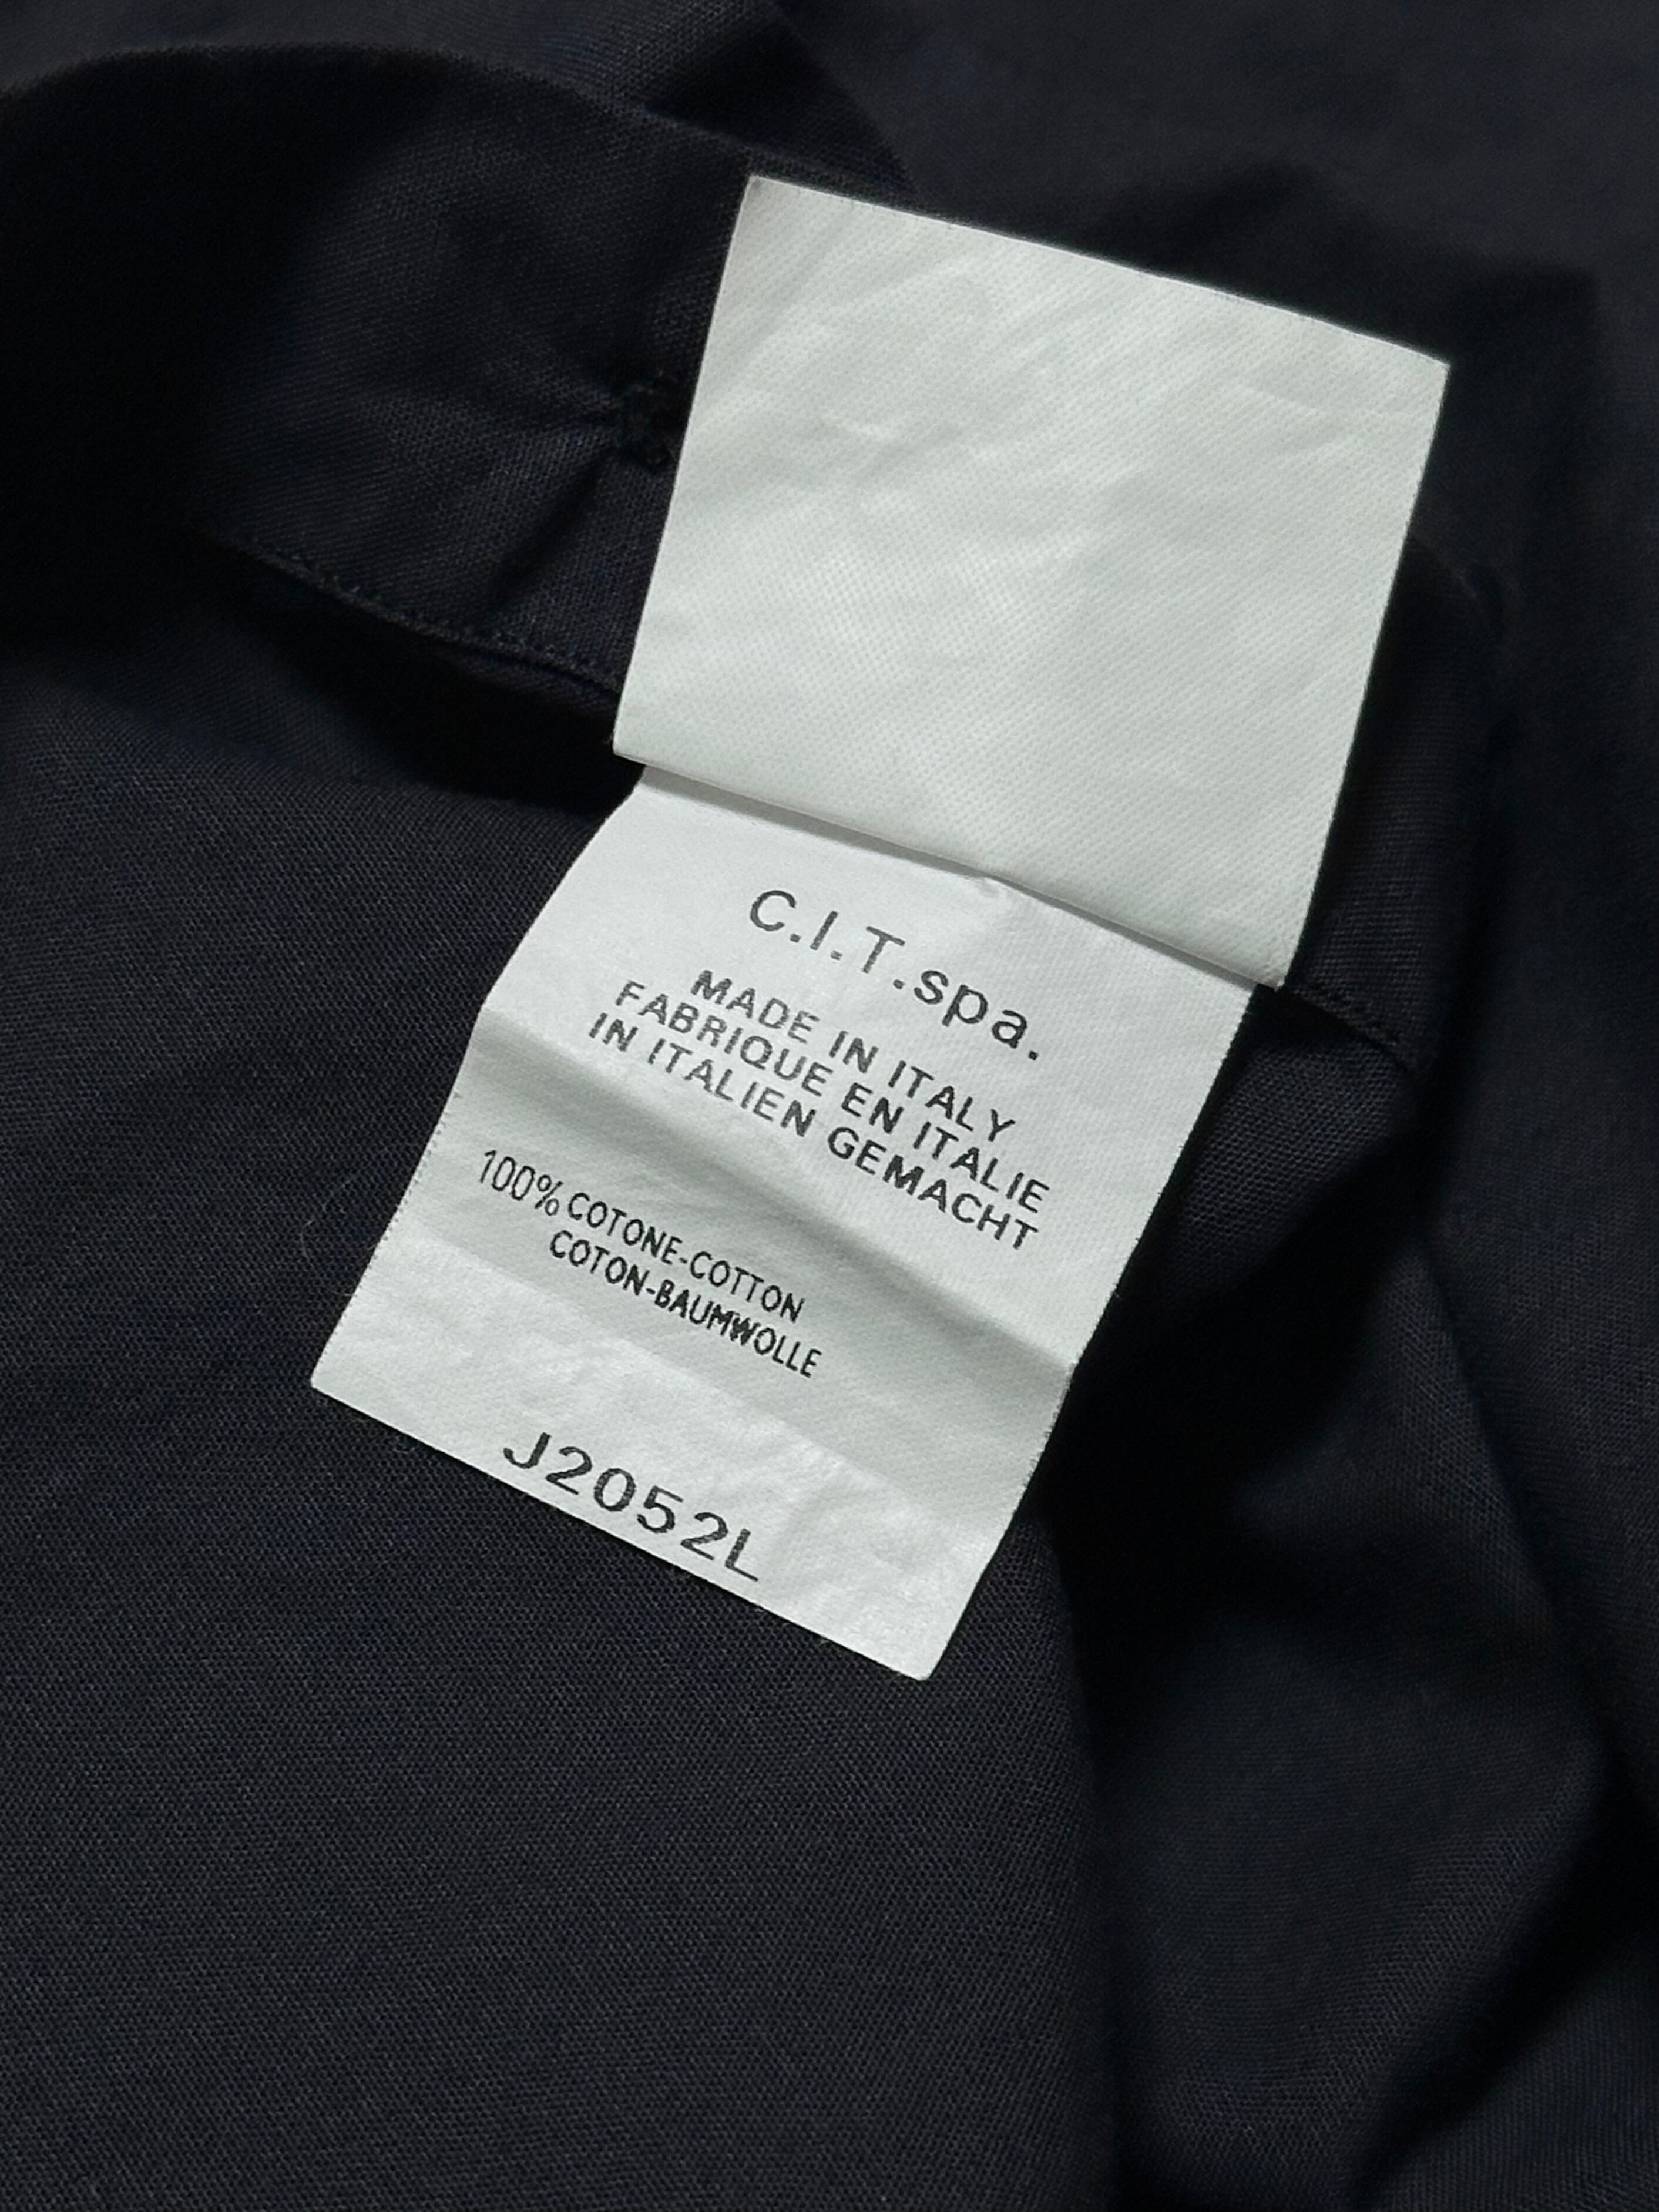 C.I.T.spa.
MADE IN ITALY
FABRIQUE EN ITALIE
IN ITALIEN GEMACHT
100% COTONE-COTTON
COTON-BAUMWOLLE
J2052L